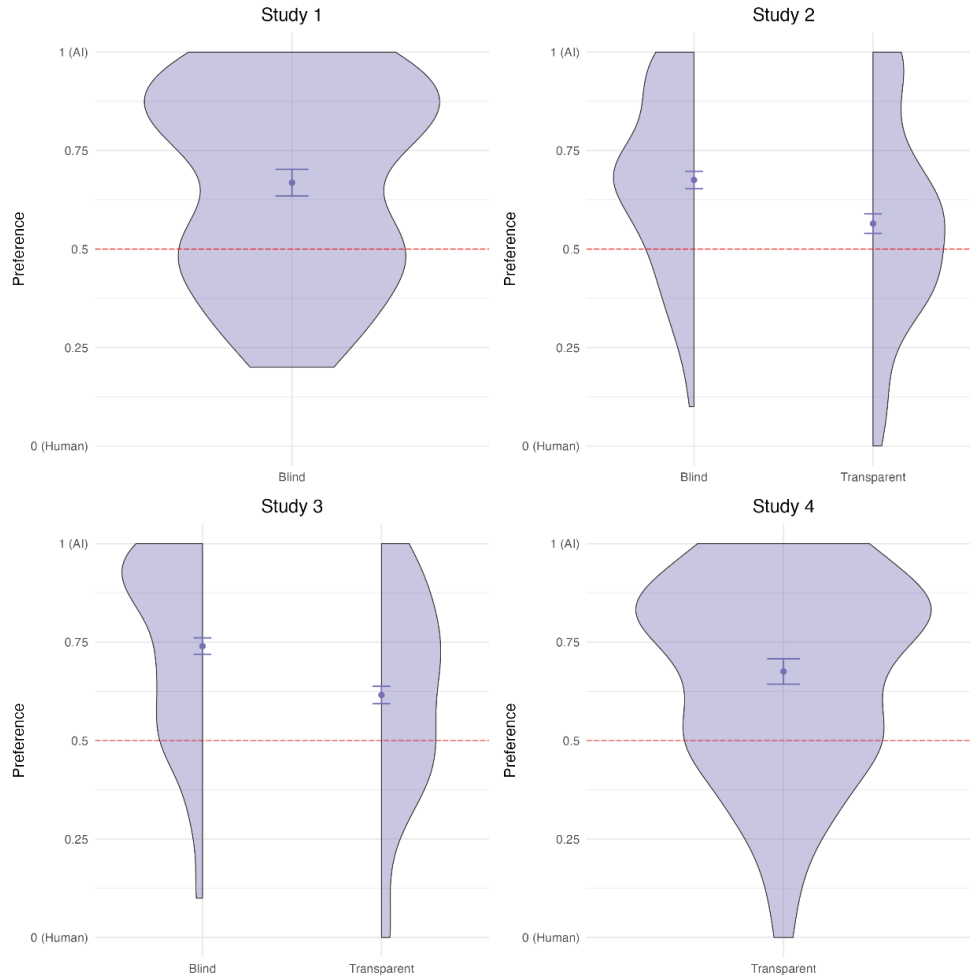 Study 1
1 (AI)
0.75
0.5
0.25
0 (Human)
Preference
Blind
Study 2
1 (AI)
0.75
0.5
0.25
0 (Human)
Preference
Blind Transparent
Study 3
1 (AI)
0.75
0.5
0.25
0 (Human)
Preference
Blind Transparent
Study 4
1 (AI)
0.75
0.5
0.25
0 (Human)
Preference
Transparent